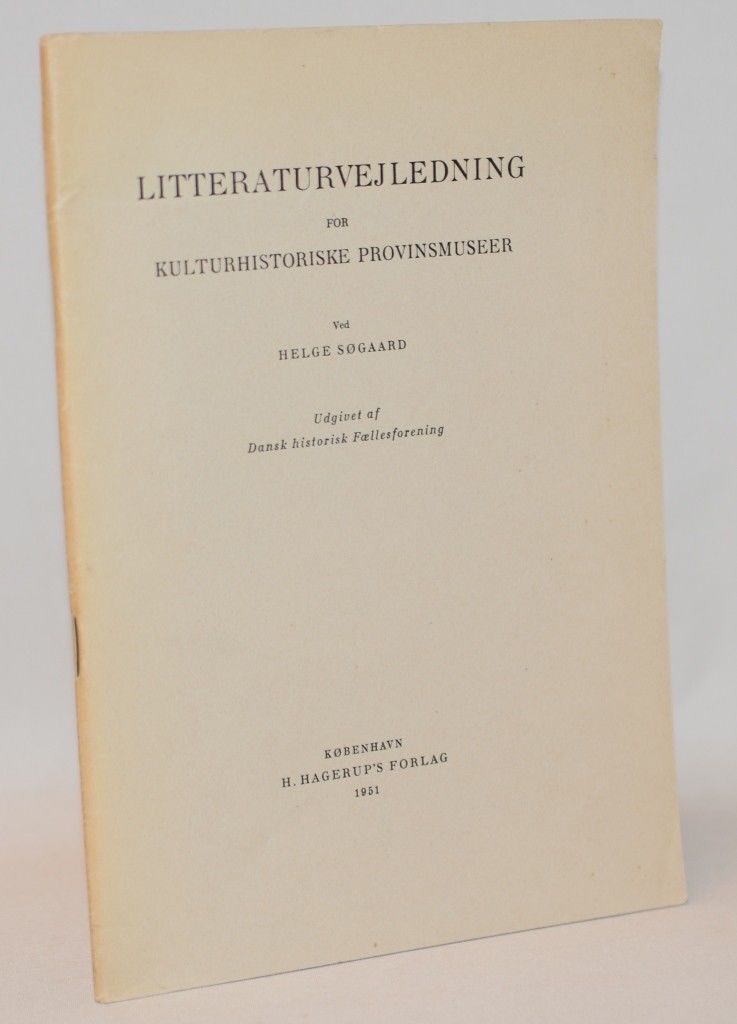 LITTERATURVEJLEDNING
FOR
KULTURHISTORISKE PROVINSMUSEER
Ved
HELGE SØGAARD
Udgivet af
Dansk historisk Fællesforening
KØBENHAVN
H. HAGERUP'S FORLAG
1951